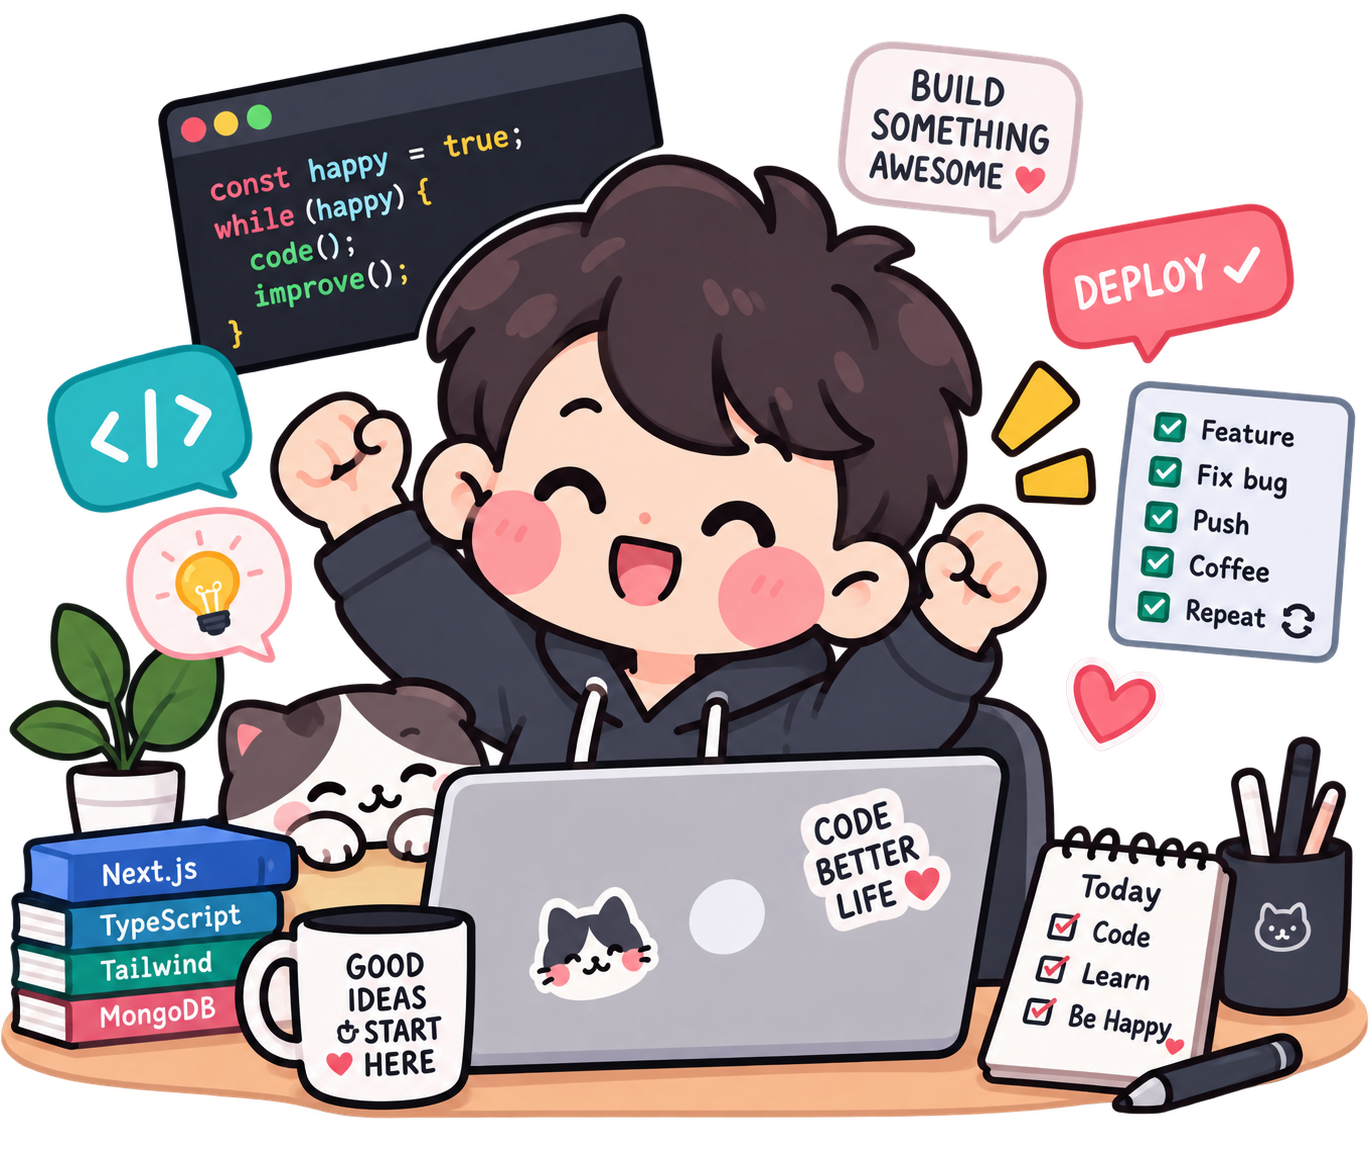 const happy = true;
while (happy) {
code();
improve();
}
BUILD
SOMETHING
AWESOME
DEPLOY
</>
Feature
Fix bug
Push
Coffee
Repeat
Next.js
TypeScript
Tailwind
MongoDB
GOOD
IDEAS
START
HERE
CODE
BETTER
LIFE
Today
Code
Learn
Be Happy